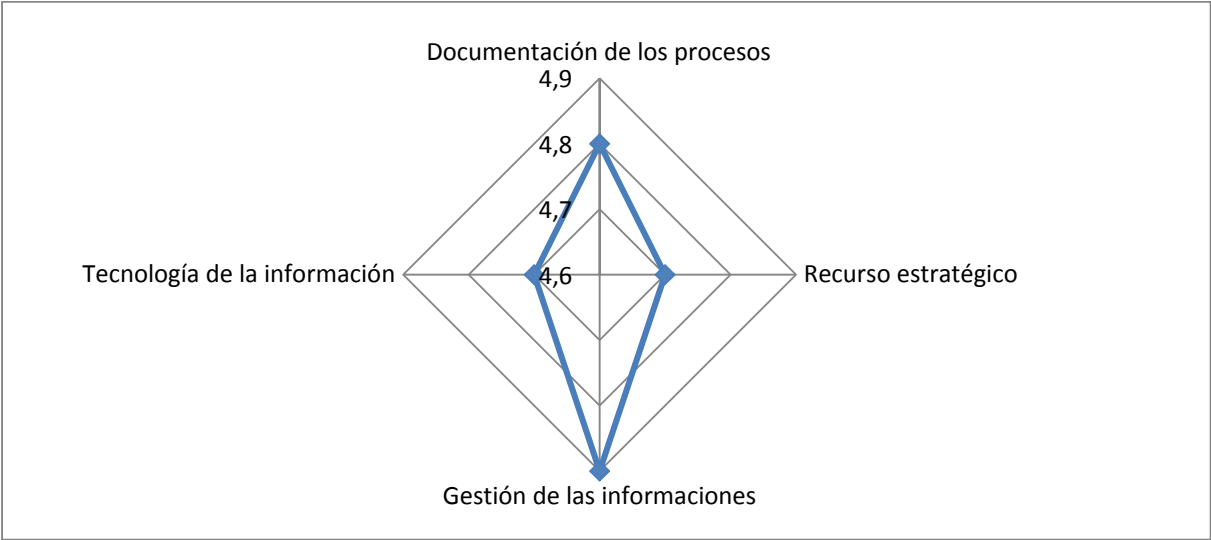 Documentación de los procesos
4,9
4,8
4,7
Tecnología de la información
4,6
Recurso estratégico
Gestión de las informaciones